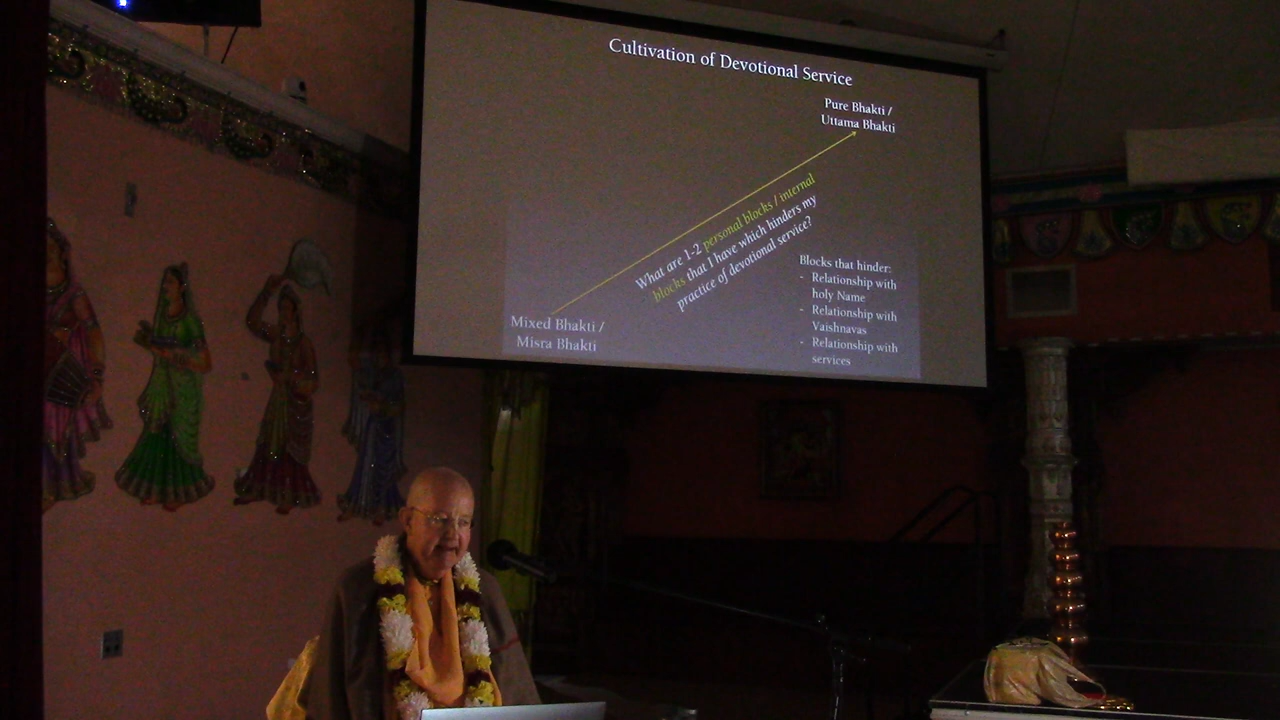 Cultivation of Devotional Service
Pure Bhakti /
Uttama Bhakti
What are 1-2 personal blocks / internal
blocks that I have which hinders my
practice of devotional service?
Mixed Bhakti /
Misra Bhakti
Blocks that hinder:
- Relationship with
holy Name
- Relationship with
Vaishnavas
- Relationship with
services